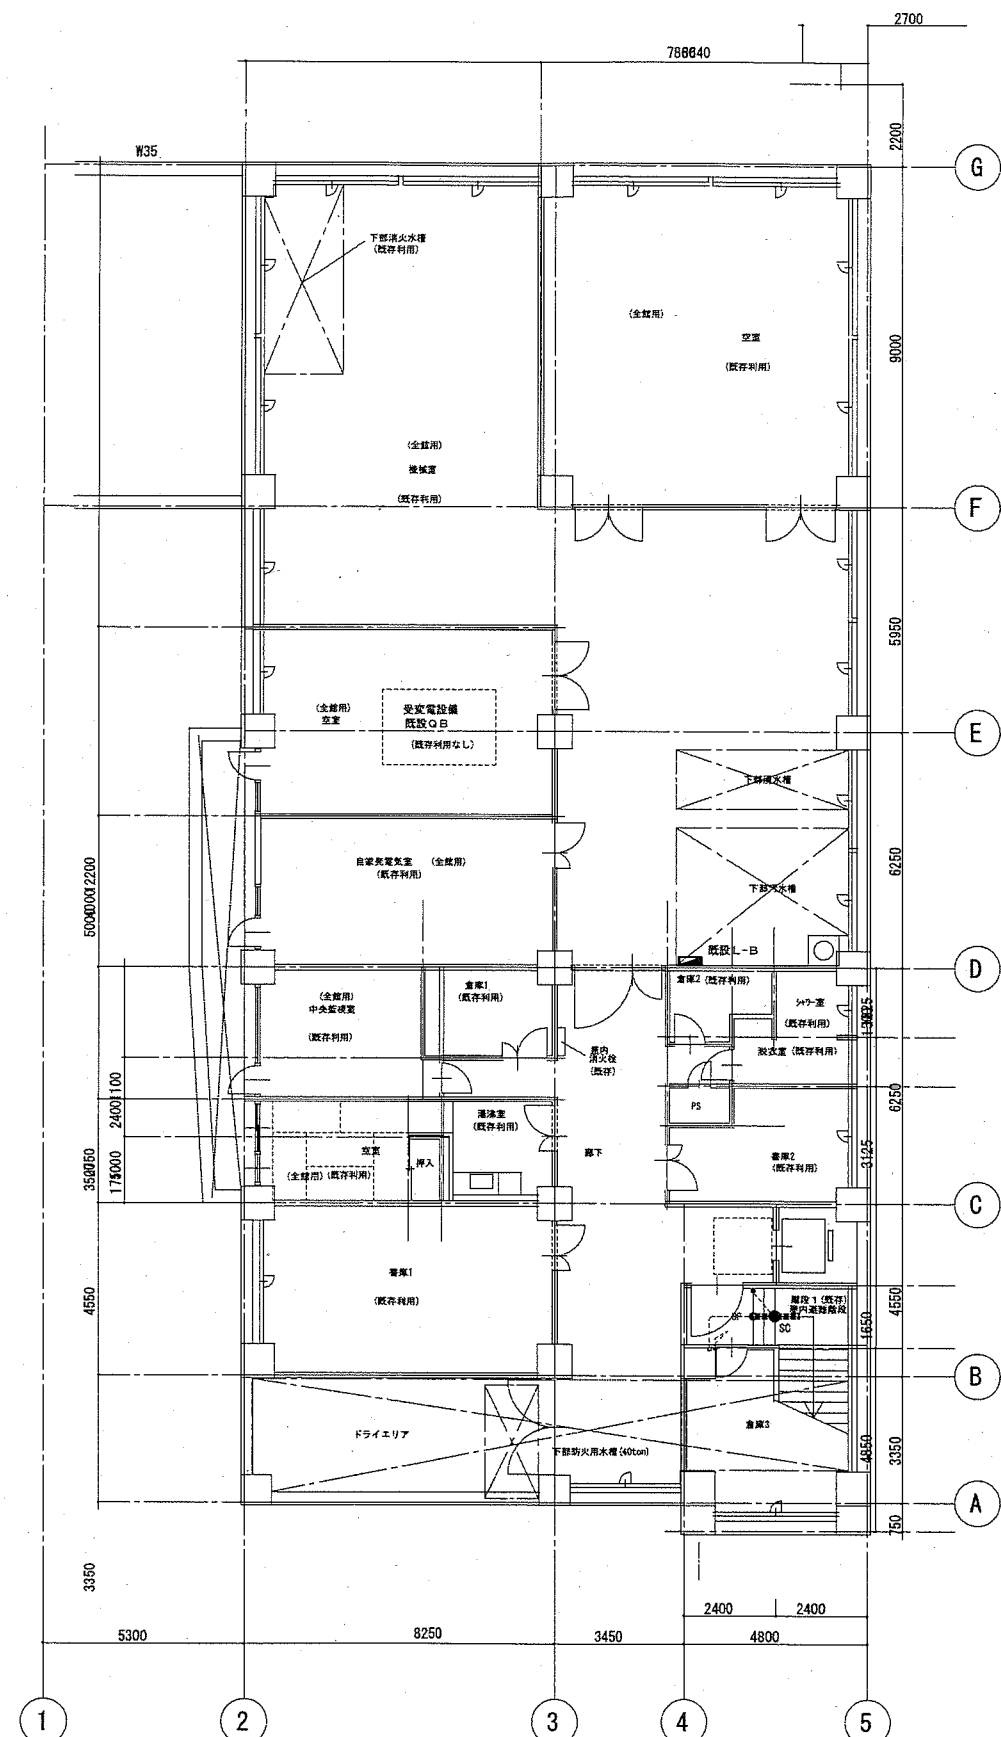 2700
2200
W35
G
下部消火水槽
(既存利用)
(全館用)
空室
(既存利用)
9000
(全館用)
機械室
(既存利用)
F
5950
(全館用)
空室
受変電設備
既設QB
(既存利用なし)
E
下部汚水槽
6250
自家発電気室 (全館用)
(既存利用)
既設L-B
D
(全館用)
中央監視室
(既存利用)
倉庫1
(既存利用)
倉庫2 (既存利用)
シャワー室
(既存利用)
屋内
消火栓
(既存)
脱衣室 (既存利用)
1100
2400
6250
PS
湯沸室
(既存利用)
空室
(全館用) (既存利用)
押入
廊下
書庫2
(既存利用)
3125
C
書庫1
(既存利用)
4550
階段1 (既存)
屋内避難階段
SC
4550
1650
B
ドライエリア
下部防火用水槽(40ton)
倉庫3
4850
3350
A
750
3350
2400
2400
5300
8250
3450
4800
1
2
3
4
5